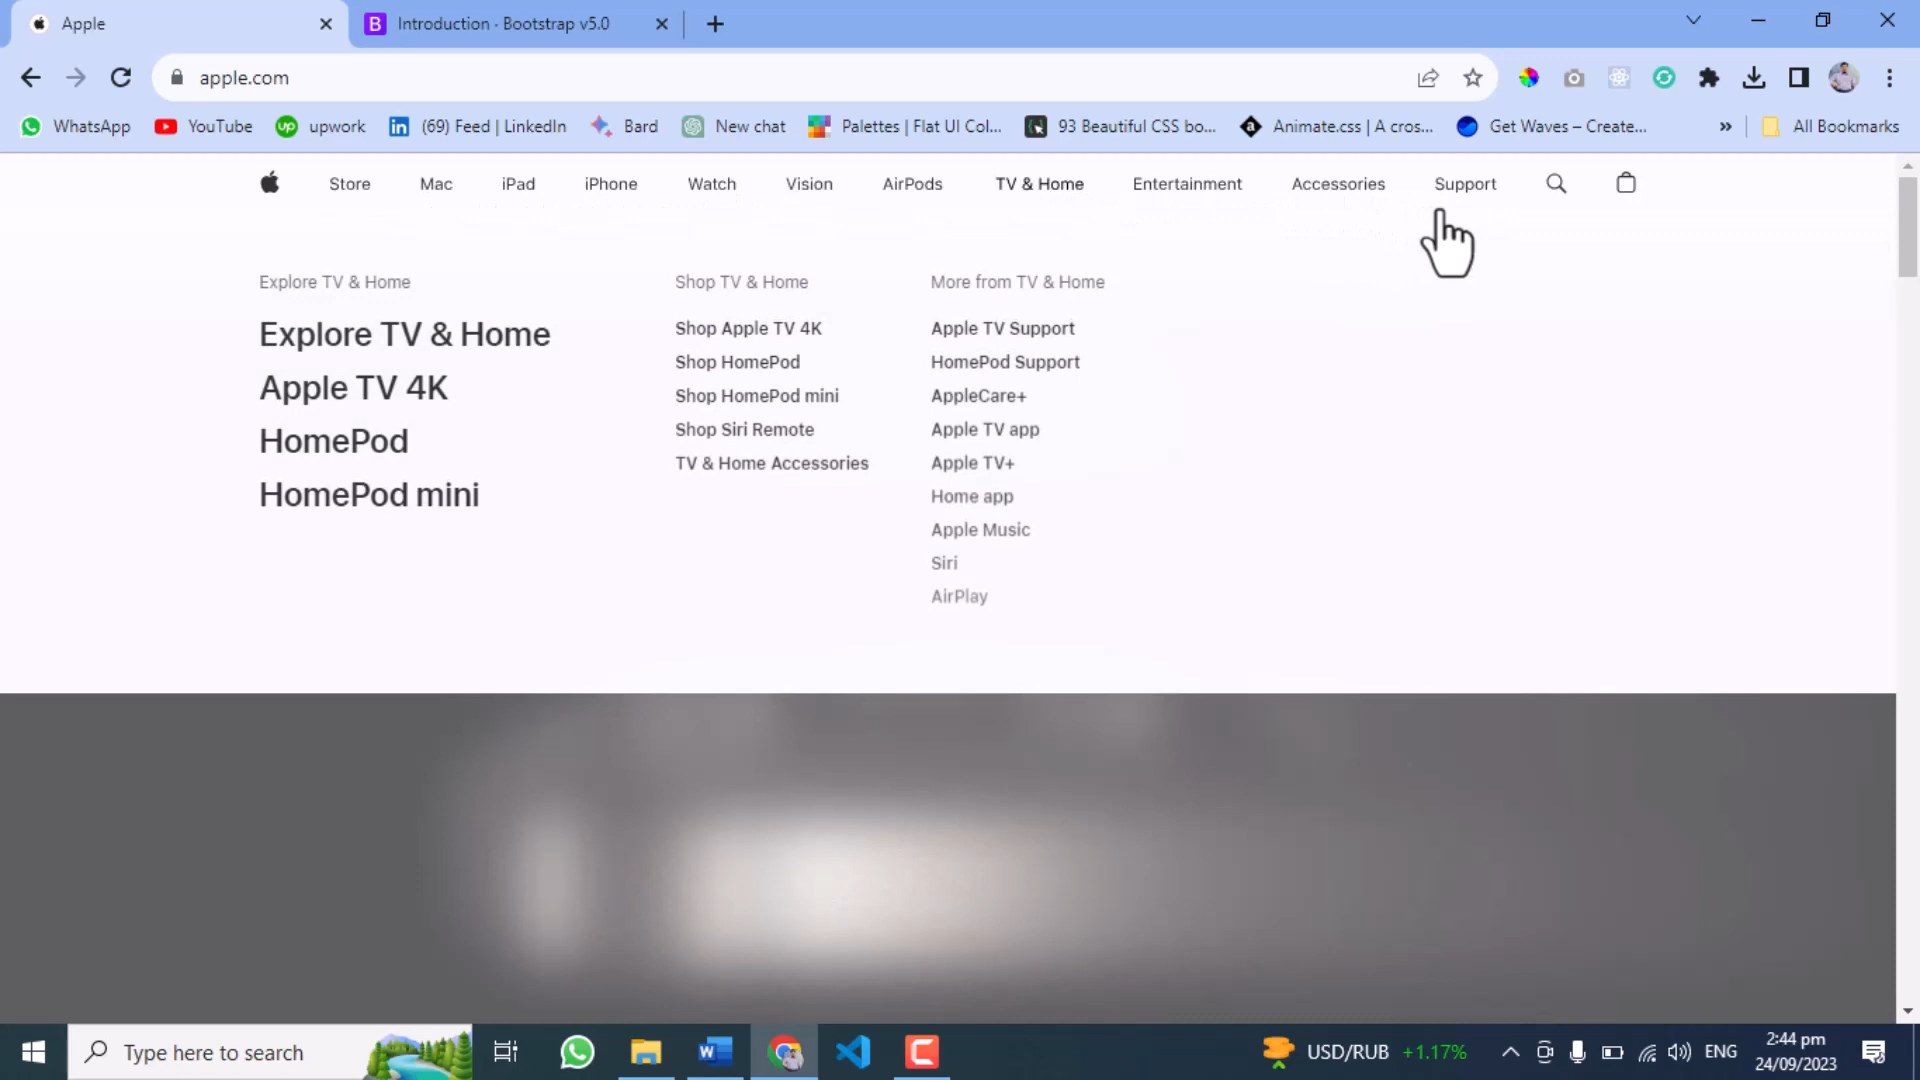 Apple
Introduction · Bootstrap v5.0
apple.com
WhatsApp YouTube upwork (69) Feed | LinkedIn Bard New chat Palettes | Flat UI Col... 93 Beautiful CSS bo... Animate.css | A cros... Get Waves – Create... » All Bookmarks
Store Mac iPad iPhone Watch Vision AirPods TV & Home Entertainment Accessories Support
Explore TV & Home
Explore TV & Home
Apple TV 4K
HomePod
HomePod mini
Shop TV & Home
Shop Apple TV 4K
Shop HomePod
Shop HomePod mini
Shop Siri Remote
TV & Home Accessories
More from TV & Home
Apple TV Support
HomePod Support
AppleCare+
Apple TV app
Apple TV+
Home app
Apple Music
Siri
AirPlay
Type here to search
USD/RUB +1.17%
ENG
2:44 pm
24/09/2023